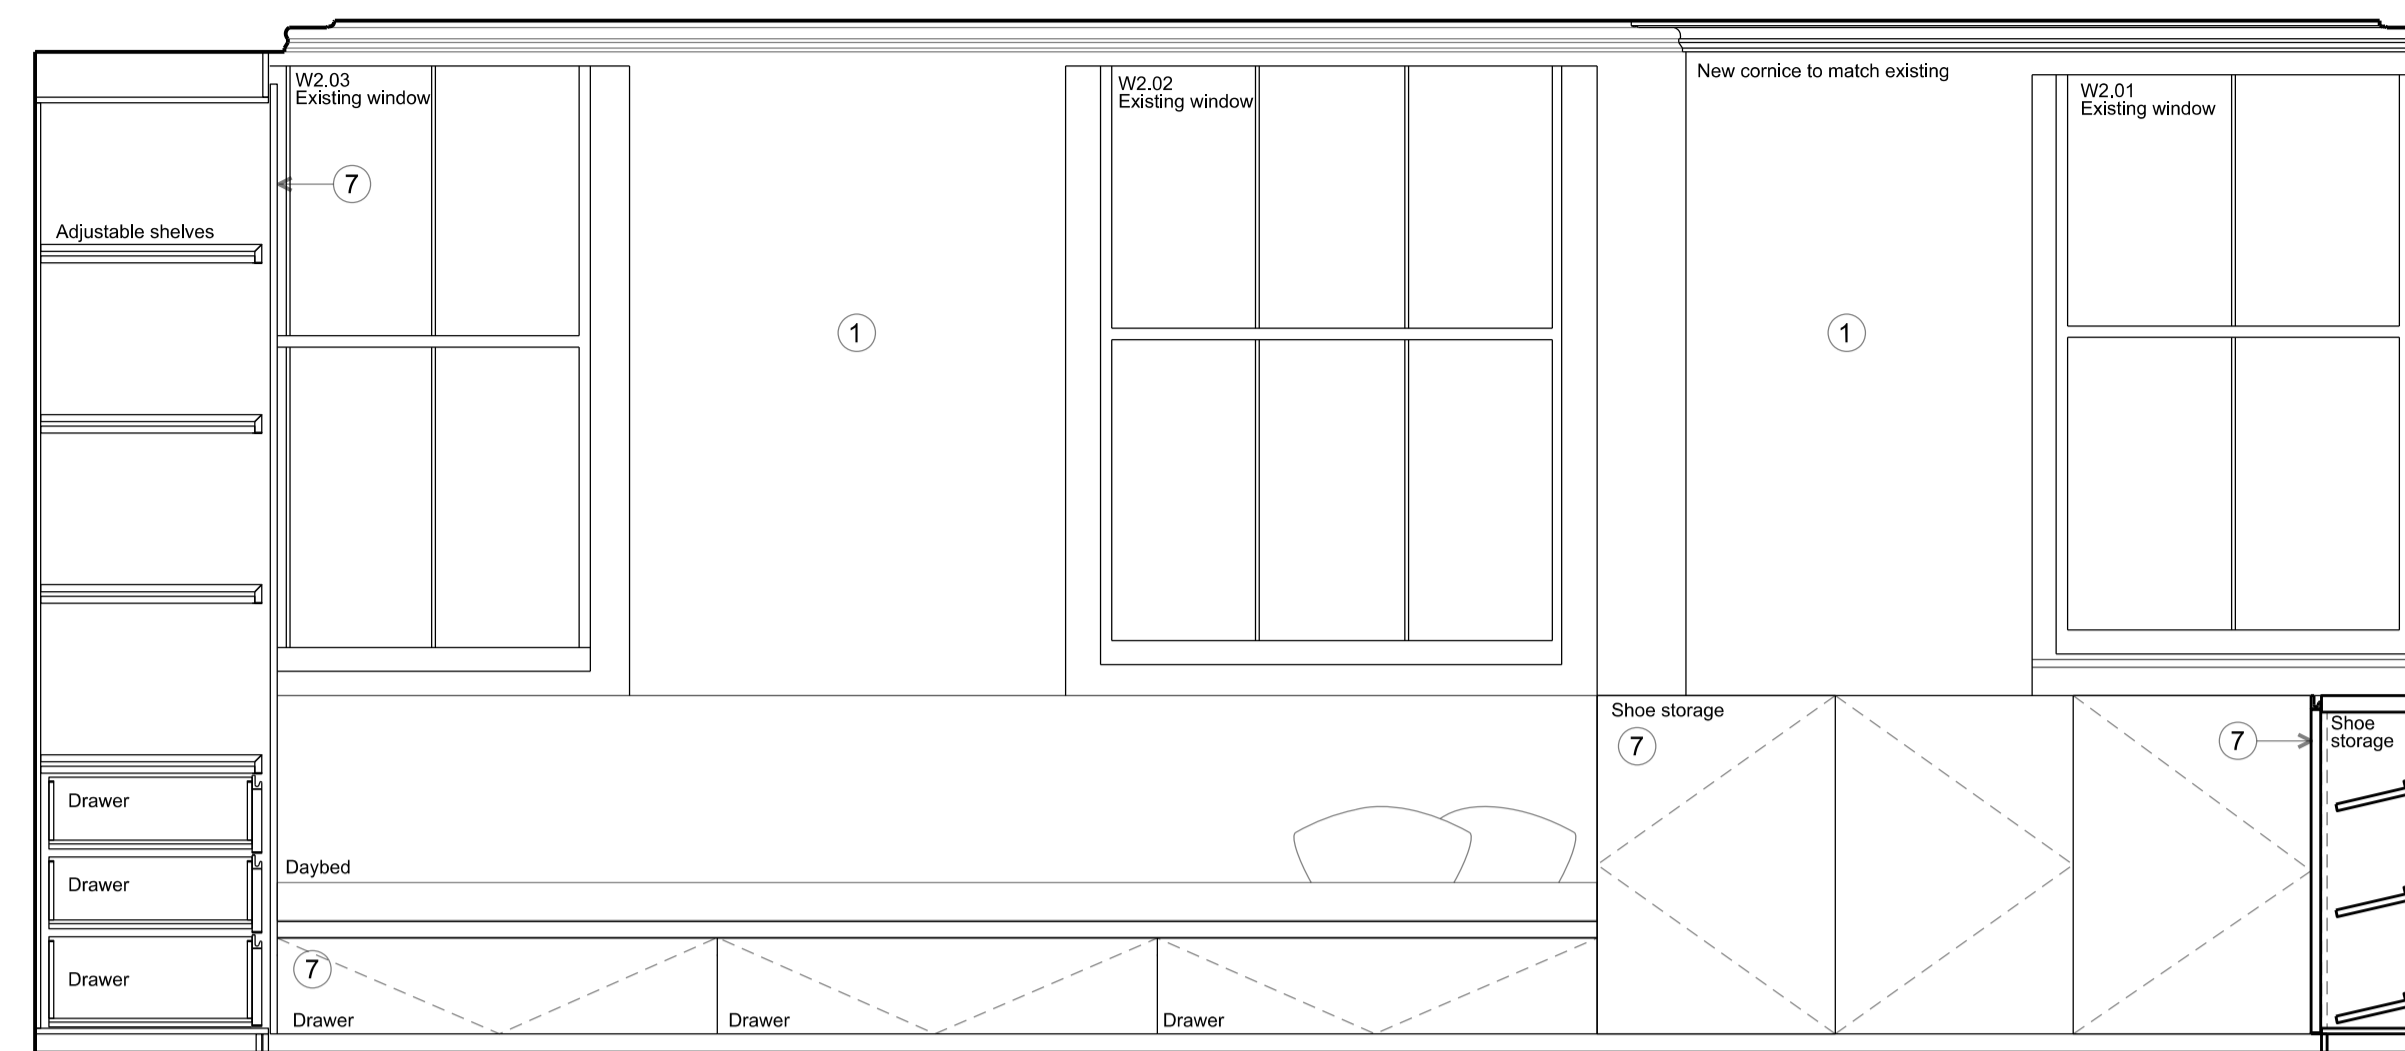 W2.03
Existing window
W2.02
Existing window
New cornice to match existing
W2.01
Existing window
7
Adjustable shelves
1
1
Shoe storage
7
7
Shoe
storage
Drawer
Daybed
Drawer
7
Drawer
Drawer
Drawer
Drawer